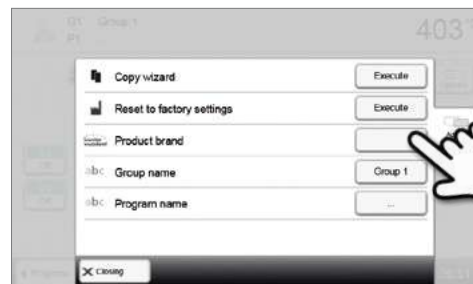 G1 Group 1
P1
403
Copy wizard Execute
Reset to factory settings Execute
Product brand
abc Group name Group 1
abc Program name ...
X Closing